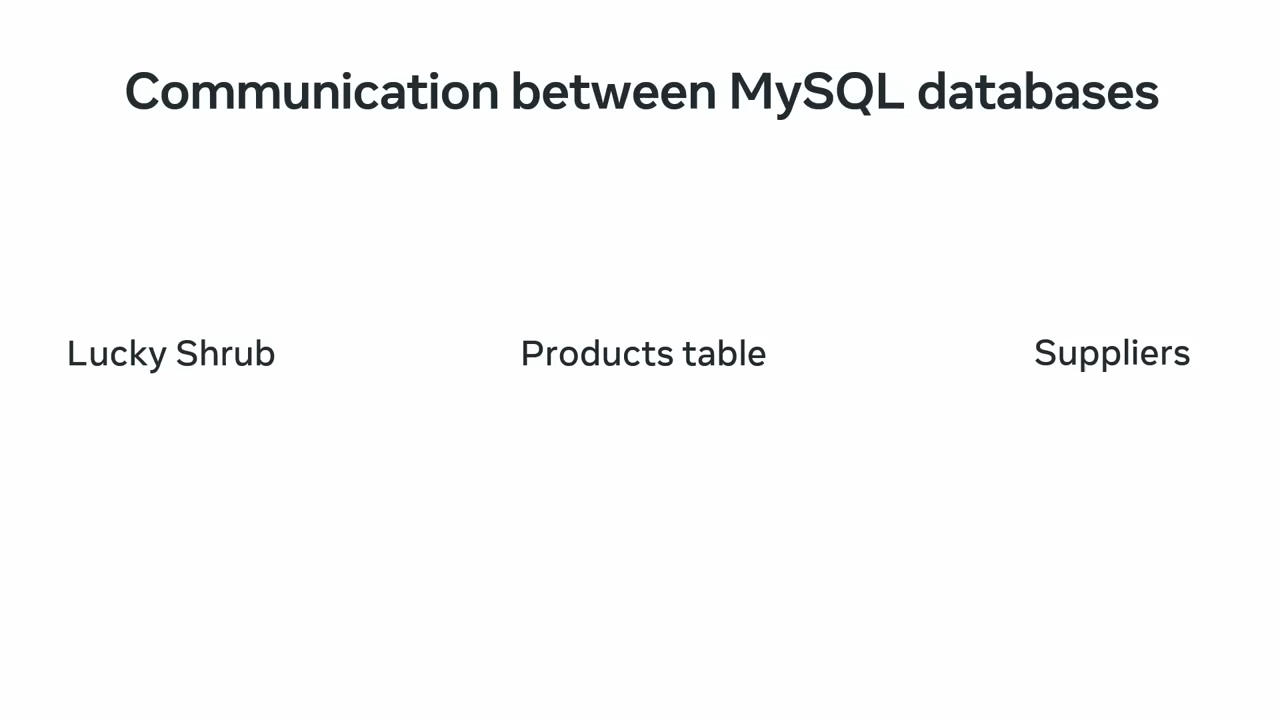 Communication between MySQL databases
Lucky Shrub
Products table
Suppliers